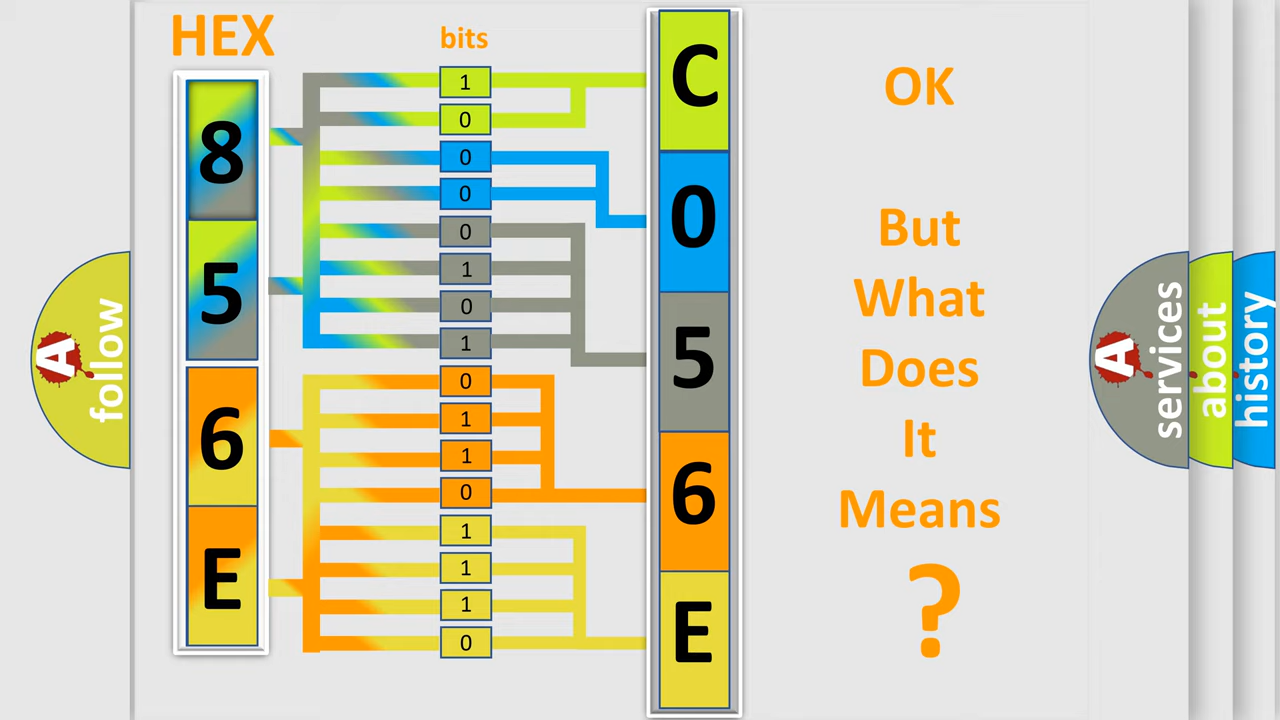 HEX
8
5
6
E
bits
1
0
0
0
0
1
0
1
0
1
1
0
1
1
1
0
C
0
5
6
E
OK
But
What
Does
It
Means
?
A
follow
A
services
about
history